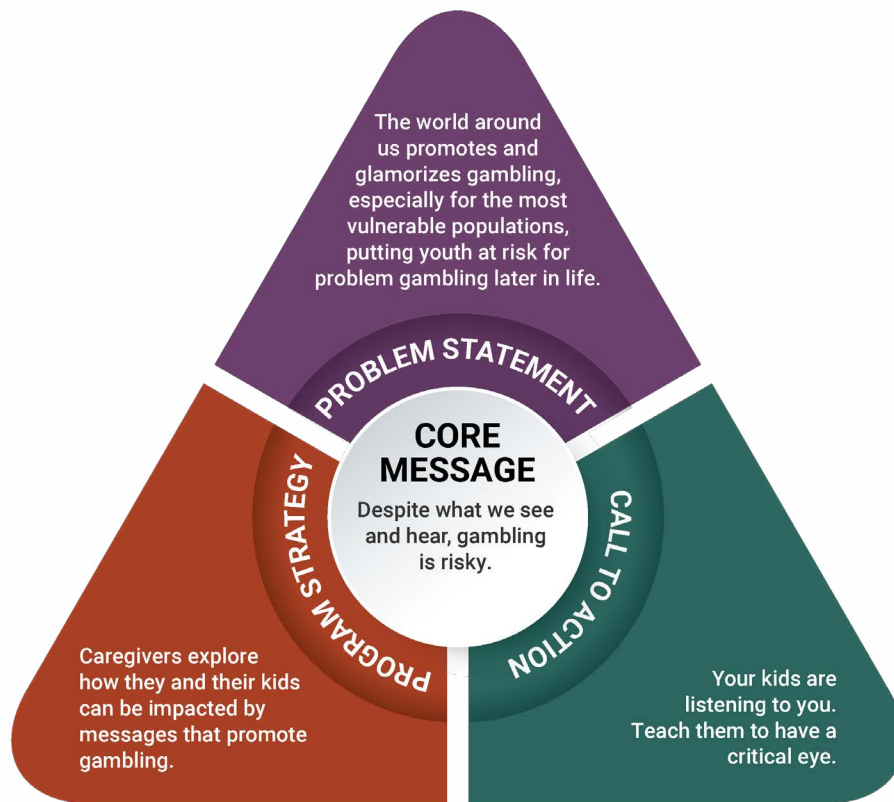 The world around
us promotes and
glamorizes gambling,
especially for the most
vulnerable populations,
putting youth at risk for
problem gambling later in life.
PROBLEM STATEMENT
CORE
MESSAGE
Despite what we see
and hear, gambling
is risky.
PROGRAM STRATEGY
Caregivers explore
how they and their kids
can be impacted by
messages that promote
gambling.
CALL TO ACTION
Your kids are
listening to you.
Teach them to have a
critical eye.